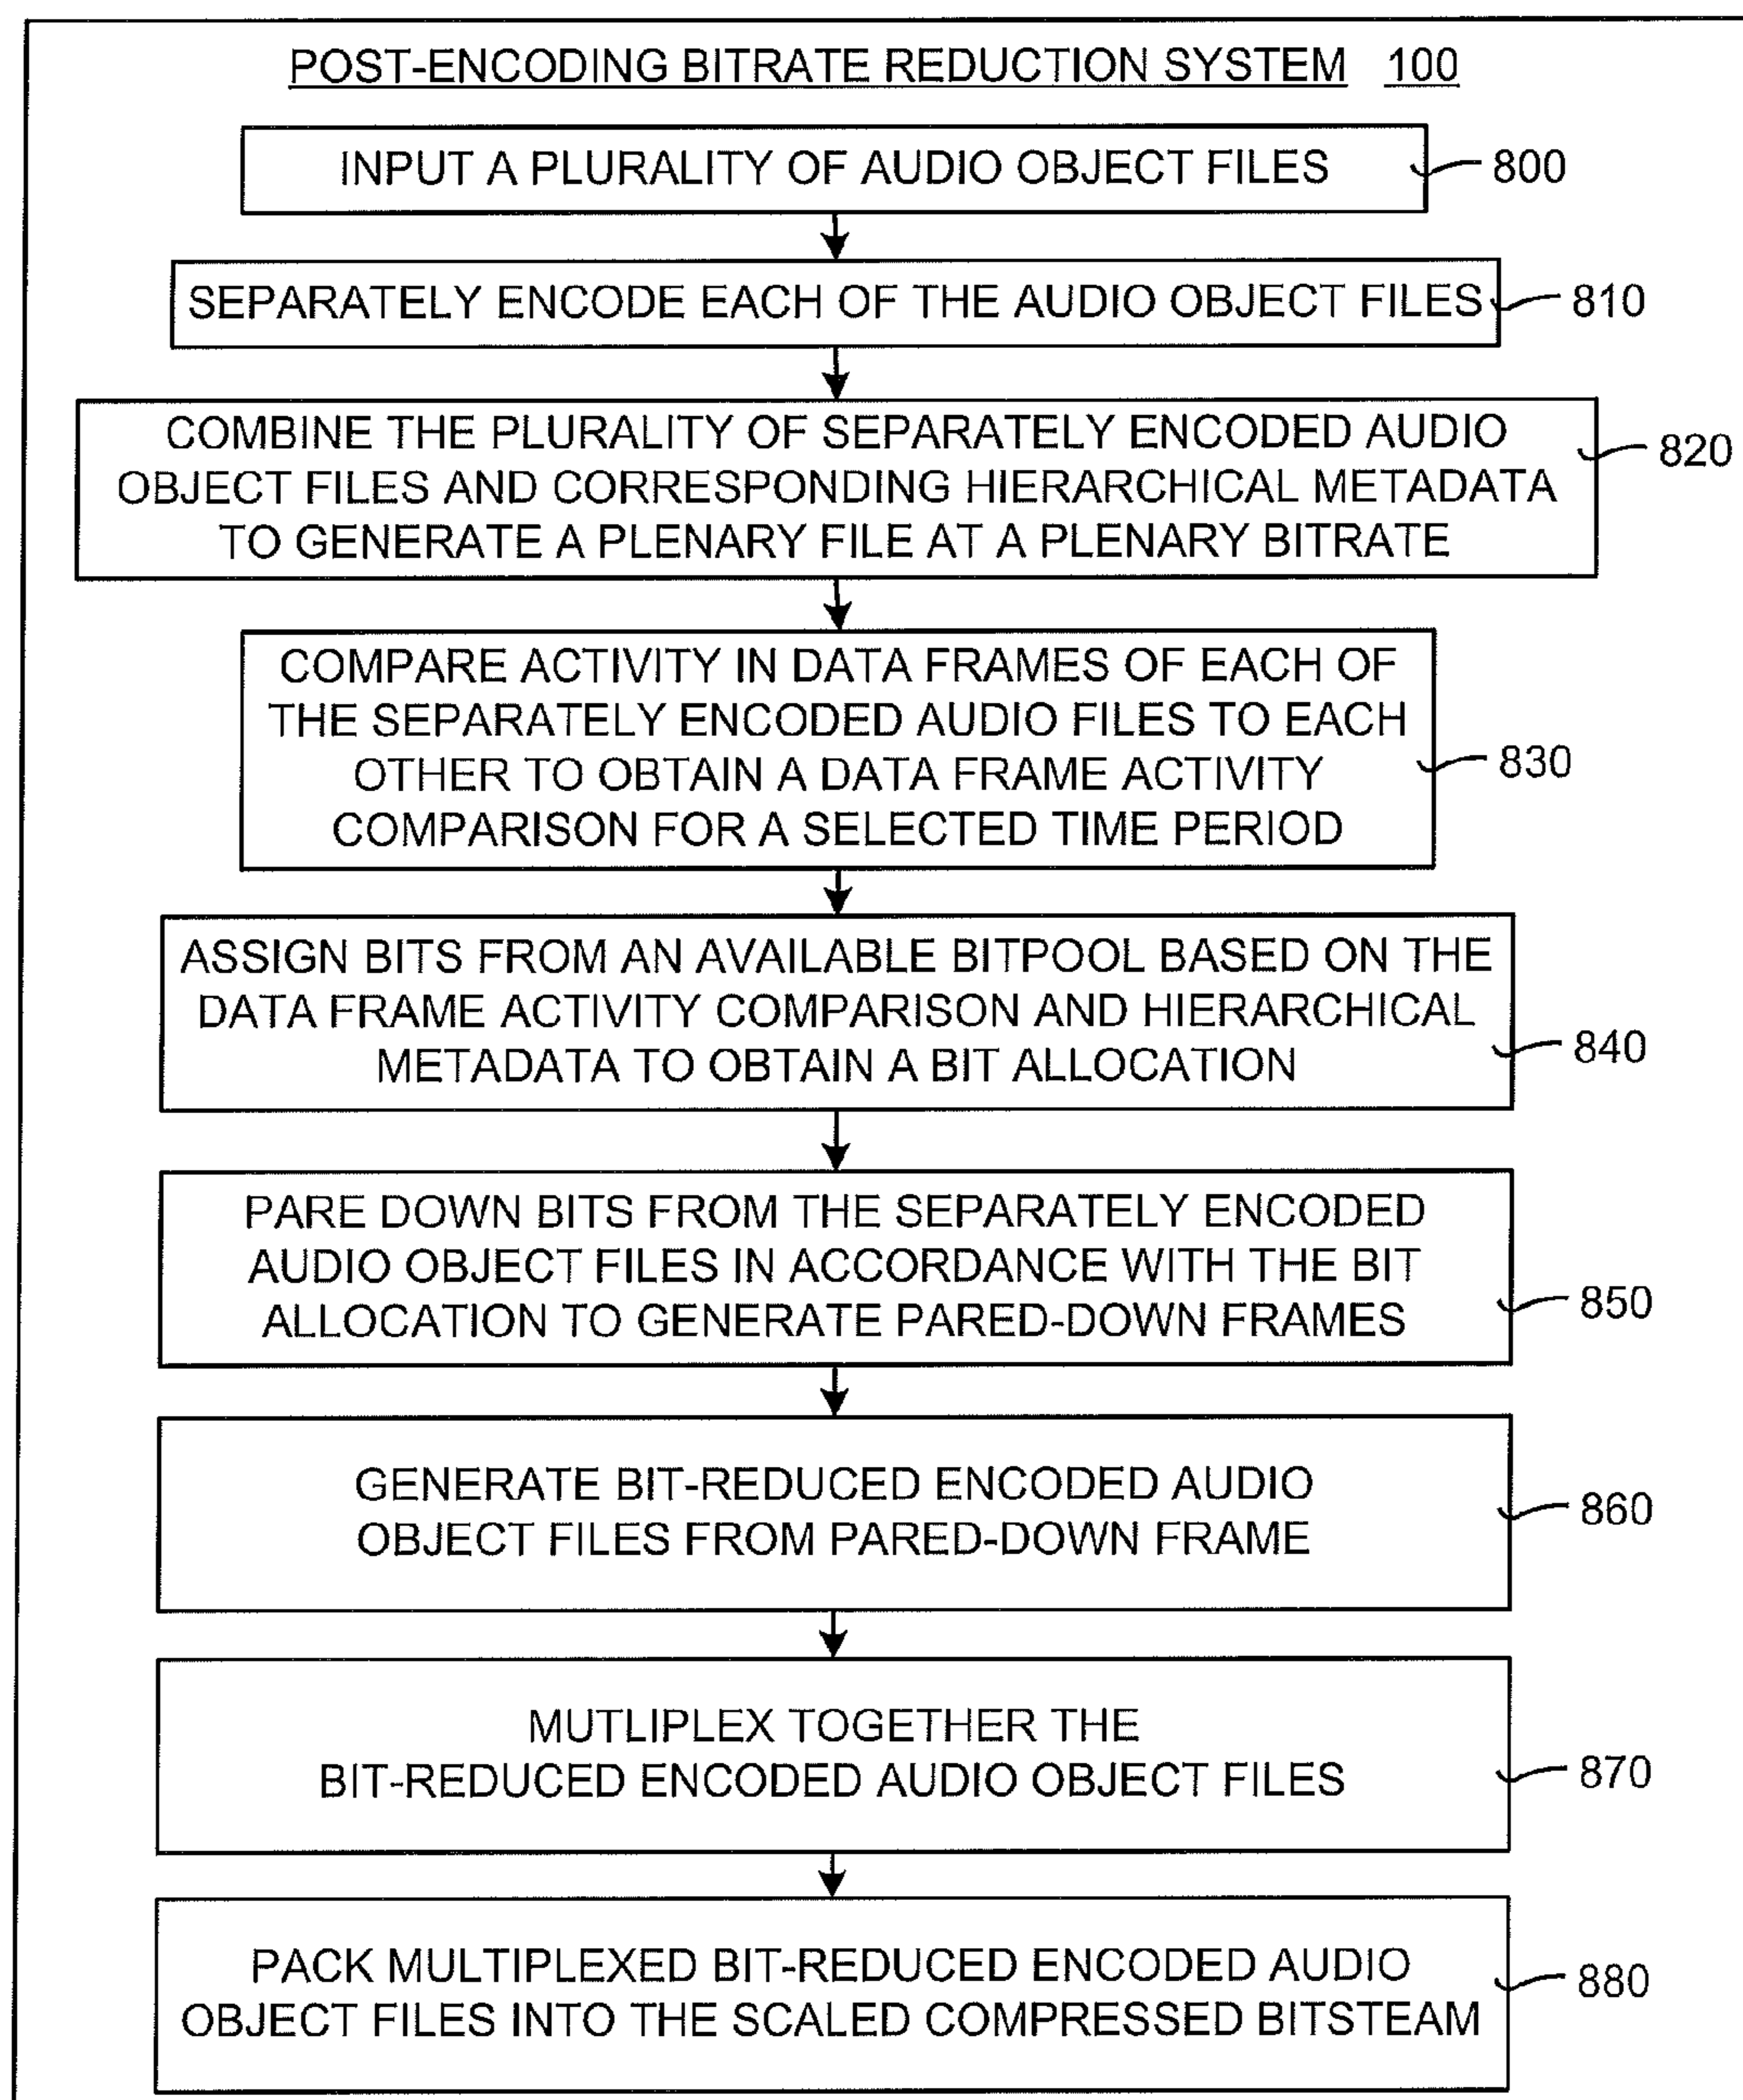 POST-ENCODING BITRATE REDUCTION SYSTEM 100
INPUT A PLURALITY OF AUDIO OBJECT FILES 800
SEPARATELY ENCODE EACH OF THE AUDIO OBJECT FILES 810
COMBINE THE PLURALITY OF SEPARATELY ENCODED AUDIO
OBJECT FILES AND CORRESPONDING HIERARCHICAL METADATA
TO GENERATE A PLENARY FILE AT A PLENARY BITRATE
820
COMPARE ACTIVITY IN DATA FRAMES OF EACH OF
THE SEPARATELY ENCODED AUDIO FILES TO EACH
OTHER TO OBTAIN A DATA FRAME ACTIVITY
COMPARISON FOR A SELECTED TIME PERIOD
830
ASSIGN BITS FROM AN AVAILABLE BITPOOL BASED ON THE
DATA FRAME ACTIVITY COMPARISON AND HIERARCHICAL
METADATA TO OBTAIN A BIT ALLOCATION
840
PARE DOWN BITS FROM THE SEPARATELY ENCODED
AUDIO OBJECT FILES IN ACCORDANCE WITH THE BIT
ALLOCATION TO GENERATE PARED-DOWN FRAMES
850
GENERATE BIT-REDUCED ENCODED AUDIO
OBJECT FILES FROM PARED-DOWN FRAME
860
MUTLIPLEX TOGETHER THE
BIT-REDUCED ENCODED AUDIO OBJECT FILES
870
PACK MULTIPLEXED BIT-REDUCED ENCODED AUDIO
OBJECT FILES INTO THE SCALED COMPRESSED BITSTEAM
880